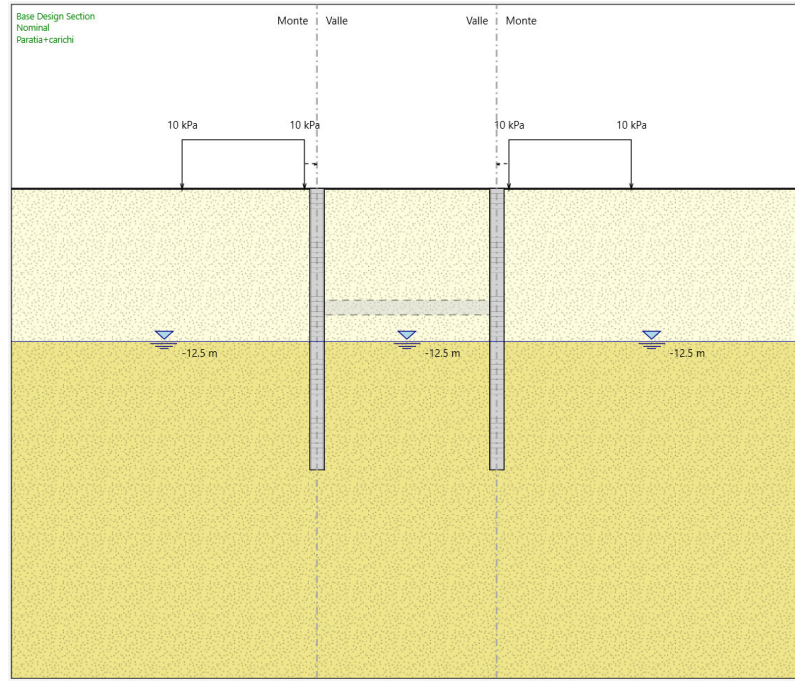 Base Design Section
Nominal
Paratia+carichi
Monte Valle Valle Monte
10 kPa 10 kPa 10 kPa 10 kPa
-12.5 m -12.5 m -12.5 m